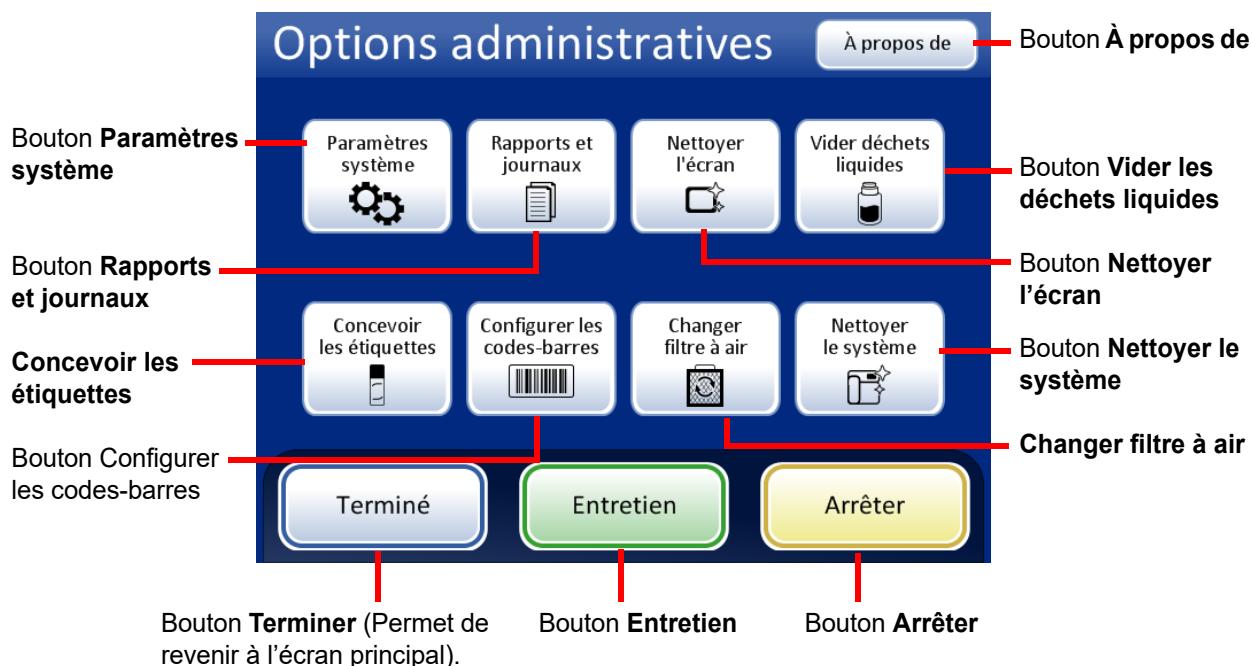 Options administratives
À propos de
Bouton À propos de
Bouton Paramètres
système
Paramètres
système
Rapports et
journaux
Nettoyer
l'écran
Vider déchets
liquides
Bouton Vider les
déchets liquides
Bouton Rapports
et journaux
Bouton Nettoyer
l’écran
Concevoir les
étiquettes
Concevoir
les étiquettes
Configurer les
codes-barres
Changer
filtre à air
Nettoyer
le système
Bouton Nettoyer le
système
Bouton Configurer
les codes-barres
Changer filtre à air
Terminé
Entretien
Arrêter
Bouton Terminer (Permet de
revenir à l’écran principal).
Bouton Entretien
Bouton Arrêter